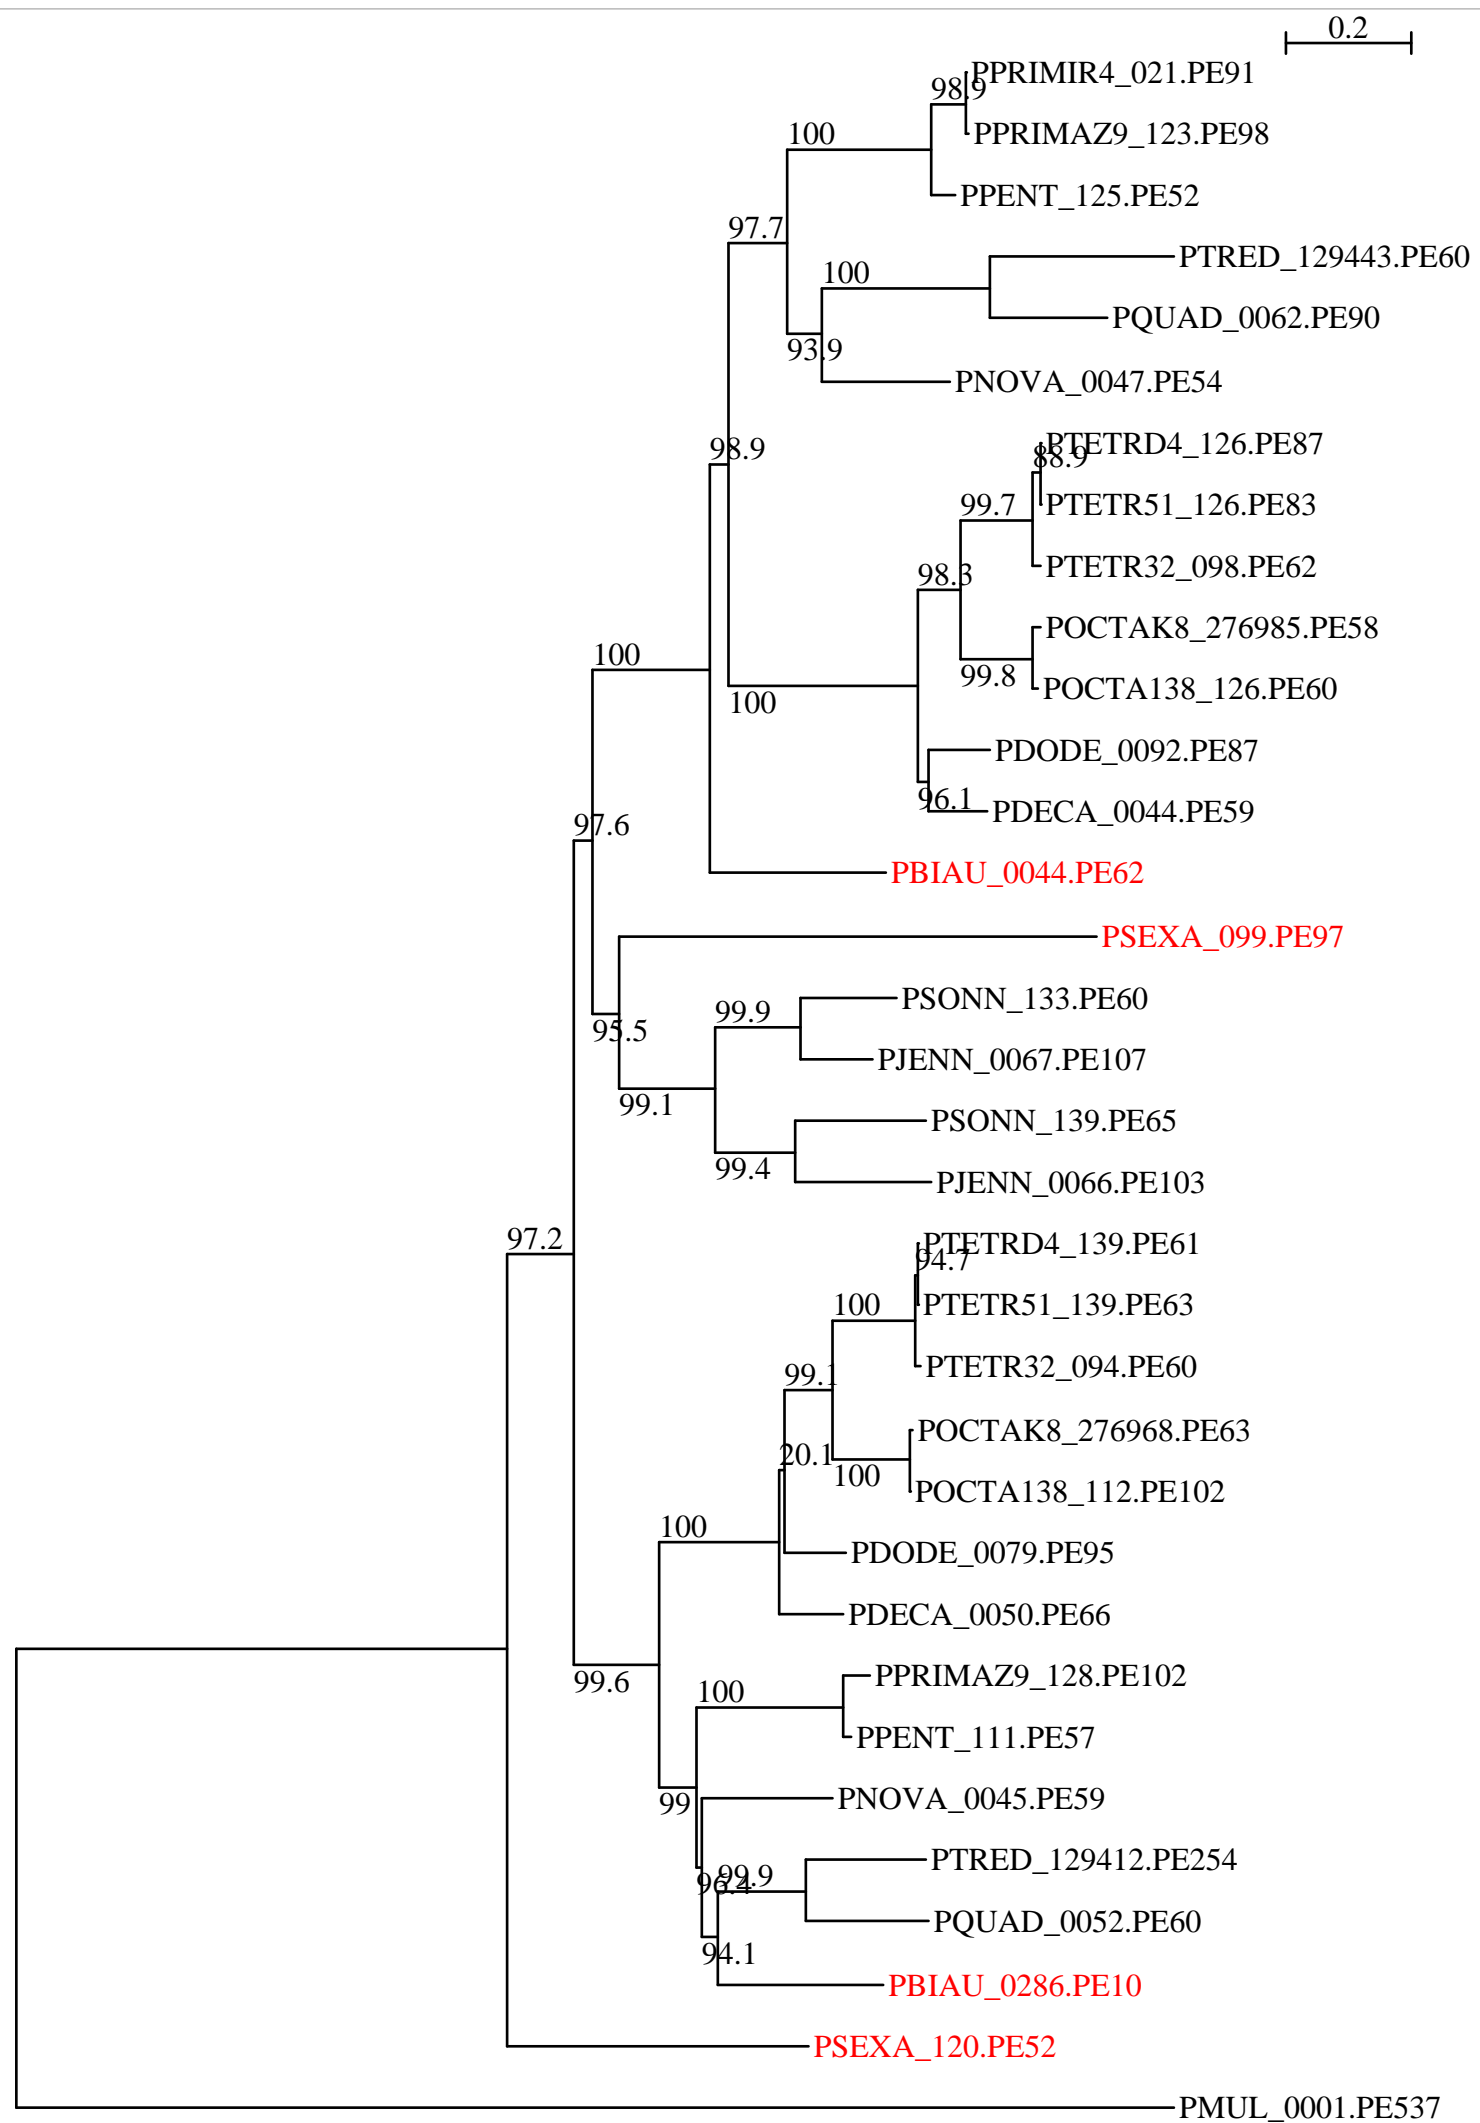 0.2
PPRIMIR4_021.PE91
98.9
PPRIMAZ9_123.PE98
100
PPENT_125.PE52
97.7
PTRED_129443.PE60
100
PQUAD_0062.PE90
93.9
PNOVA_0047.PE54
PTETRD4_126.PE87
98.9
88.9
PTETR51_126.PE83
99.7
PTETR32_098.PE62
98.3
POCTAK8_276985.PE58
100
99.8
POCTA138_126.PE60
100
PDODE_0092.PE87
96.1
PDECA_0044.PE59
97.6
PBIAU_0044.PE62
PSEXA_099.PE97
PSONN_133.PE60
99.9
95.5
PJENN_0067.PE107
99.1
PSONN_139.PE65
99.4
PJENN_0066.PE103
97.2
PTETRD4_139.PE61
94.7
PTETR51_139.PE63
100
PTETR32_094.PE60
99.1
POCTAK8_276968.PE63
20.1
100
POCTA138_112.PE102
100
PDODE_0079.PE95
PDECA_0050.PE66
99.6
PPRIMAZ9_128.PE102
100
PPENT_111.PE57
99
PNOVA_0045.PE59
PTRED_129412.PE254
99.9
96.4
PQUAD_0052.PE60
94.1
PBIAU_0286.PE10
PSEXA_120.PE52
PMUL_0001.PE537